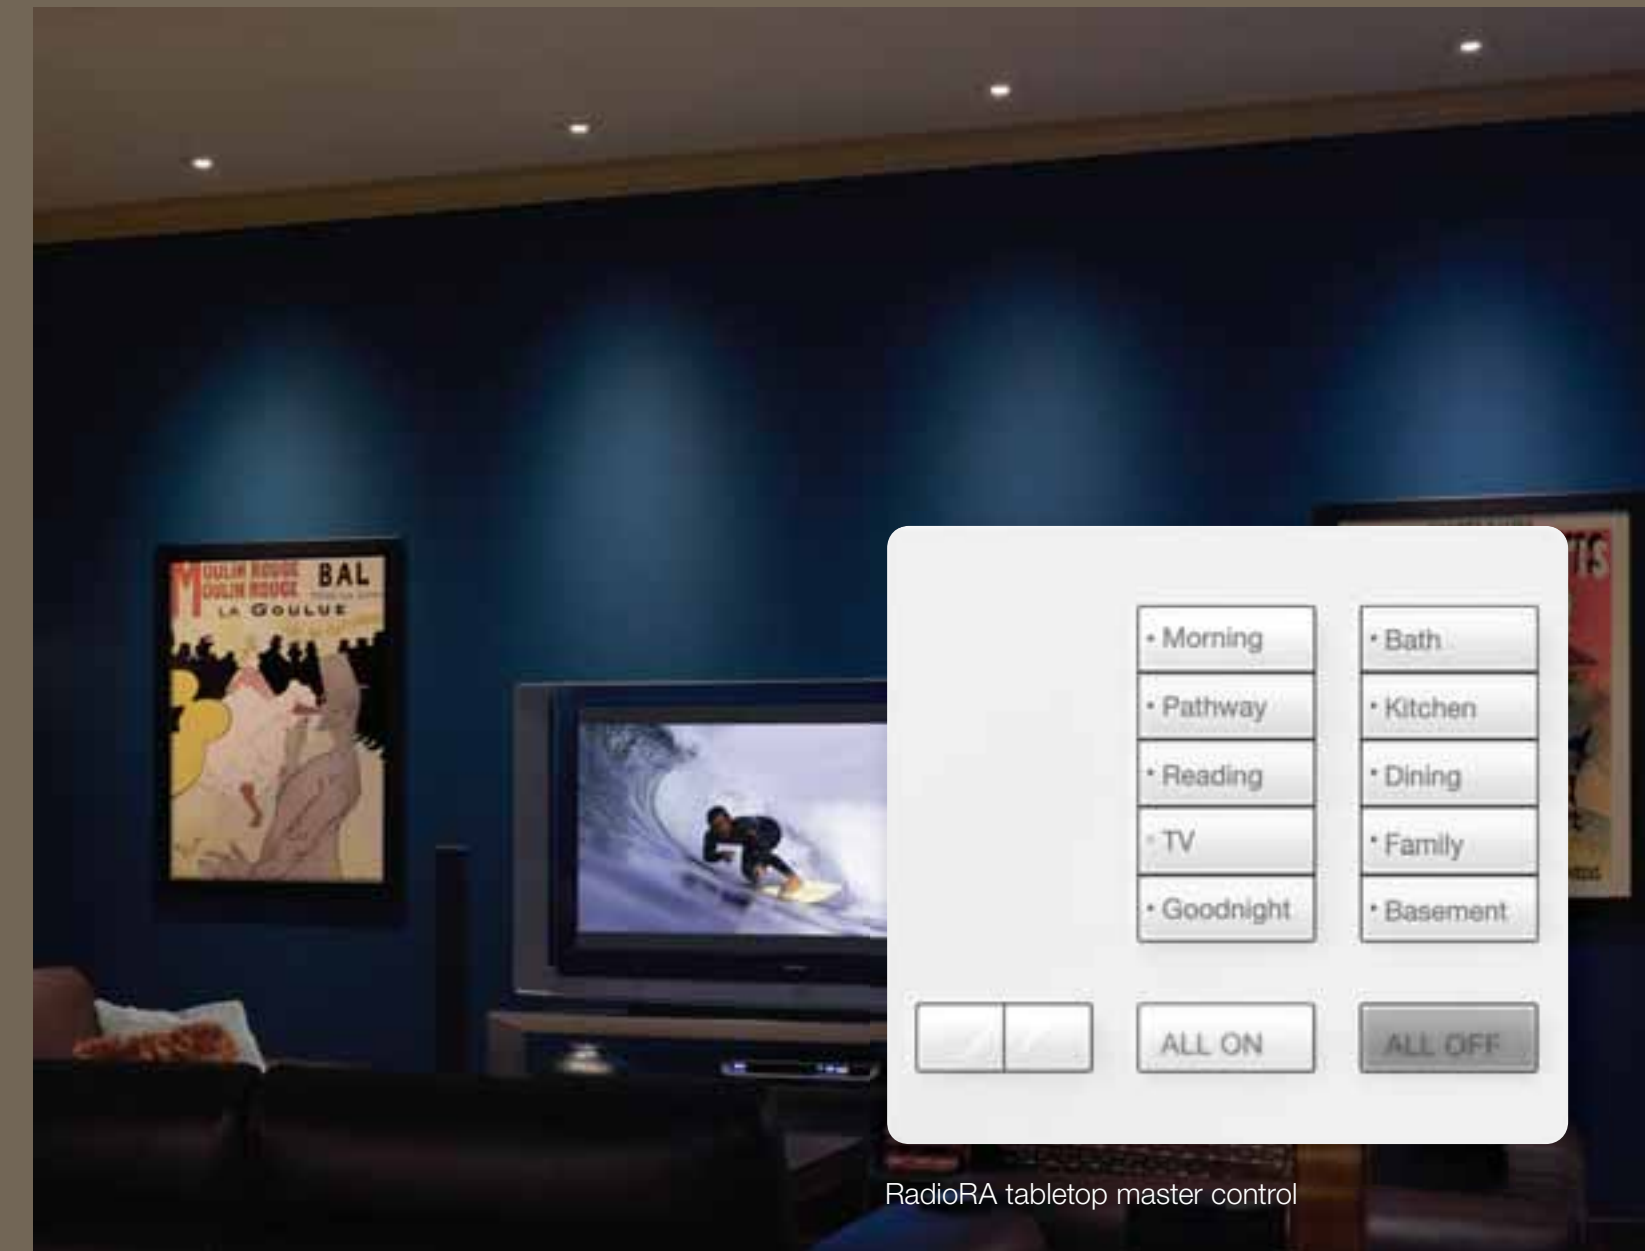 MOULIN ROUGE BAL
MOULIN ROUGE
LA GOULUE
TIS
• Morning
• Pathway
• Reading
• TV
• Goodnight
• Bath
• Kitchen
• Dining
• Family
• Basement
ALL ON
ALL OFF
RadioRA tabletop master control